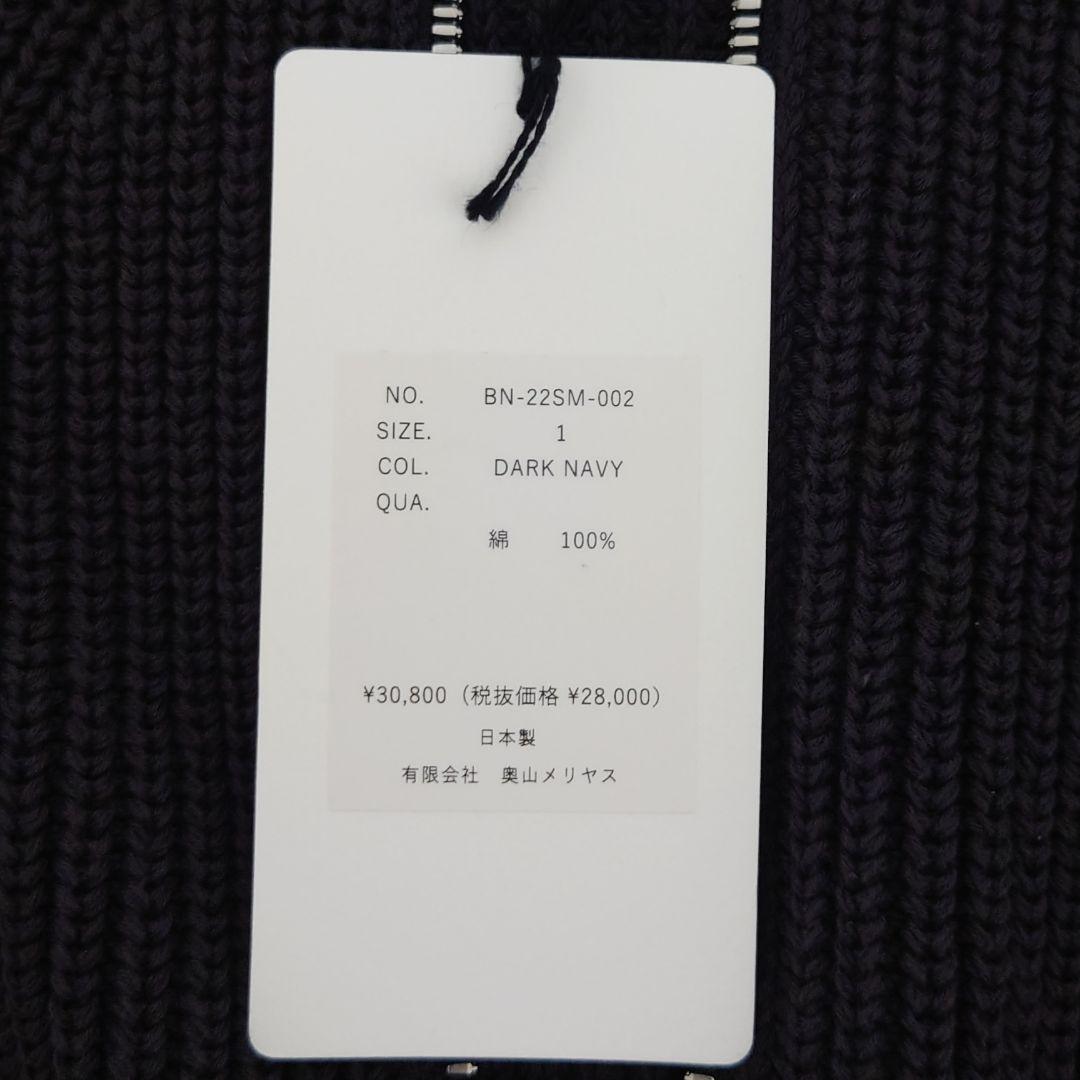 NO. BN-22SM-002
SIZE. 1
COL. DARK NAVY
QUA.
綿 100%
¥30,800（税抜価格 ¥28,000）
日本製
有限会社　奥山メリヤス